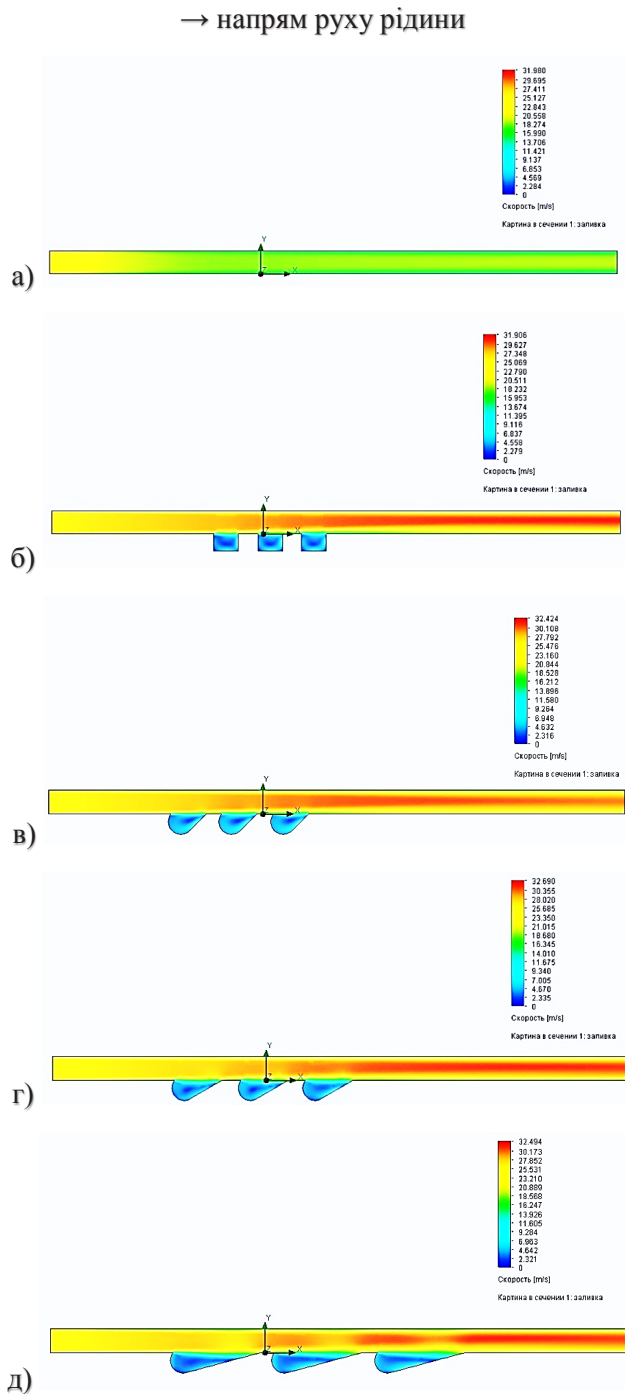 → напрям руху рідини
31.980
29.695
27.411
25.127
22.843
20.558
18.274
15.990
13.706
11.421
9.137
6.853
4.569
2.284
0
Скорость [m/s]
Картина в сечении 1: заливка
Y
Z
X
а)
31.906
29.627
27.348
25.069
22.790
20.511
18.232
15.953
13.674
11.395
9.116
6.837
4.558
2.279
0
Скорость [m/s]
Картина в сечении 1: заливка
Y
Z
X
б)
32.424
30.108
27.792
25.476
23.160
20.844
18.528
16.212
13.896
11.580
9.264
6.948
4.632
2.316
0
Скорость [m/s]
Картина в сечении 1: заливка
Y
Z
X
в)
32.690
30.355
28.020
25.685
23.350
21.015
18.680
16.345
14.010
11.675
9.340
7.005
4.670
2.335
0
Скорость [m/s]
Картина в сечении 1: заливка
Y
Z
X
г)
32.494
30.173
27.852
25.531
23.210
20.889
18.568
16.247
13.926
11.605
9.284
6.963
4.642
2.321
0
Скорость [m/s]
Картина в сечении 1: заливка
Y
Z
X
д)